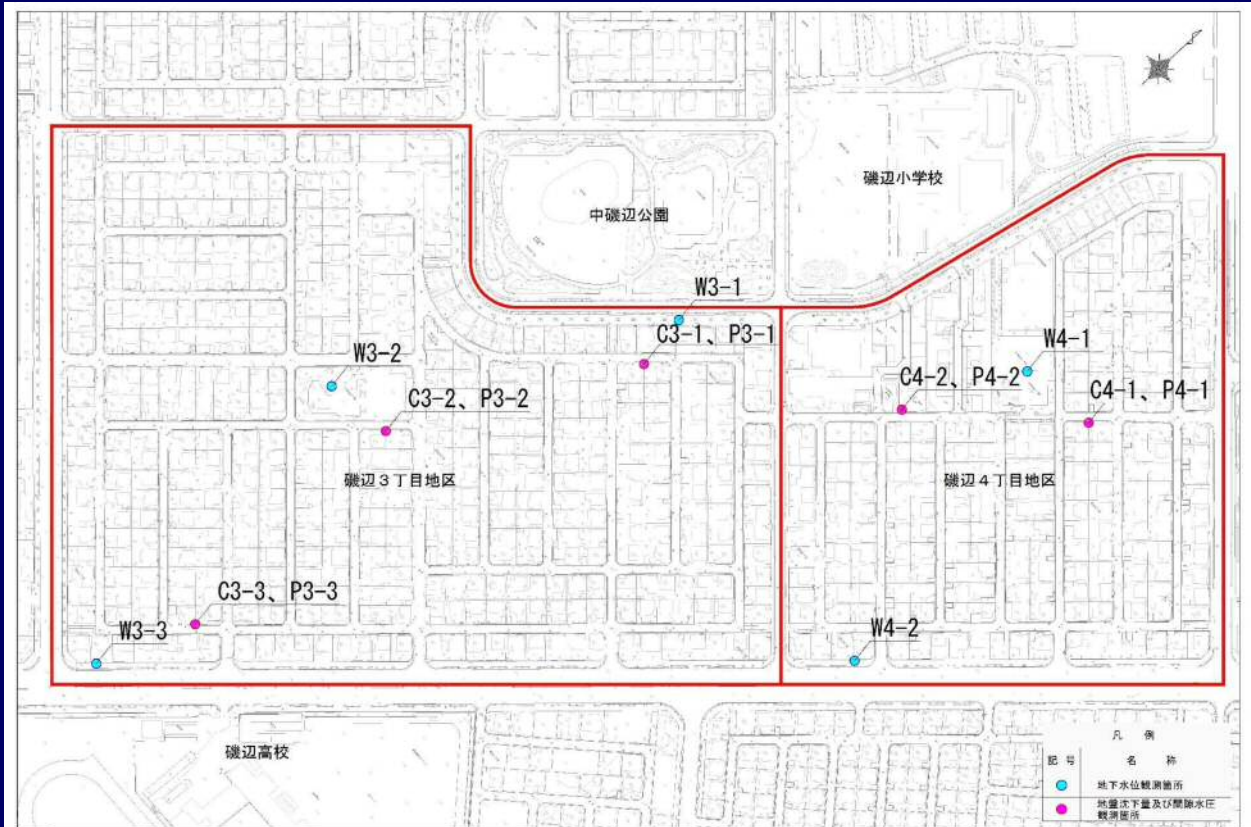 磯辺小学校
中磯辺公園
W3-1
C3-1、P3-1
W3-2
W4-1
C4-2、P4-2
C3-2、P3-2
C4-1、P4-1
磯辺3丁目地区
磯辺4丁目地区
C3-3、P3-3
W3-3
W4-2
磯辺高校
凡 例
記 号 名 称
地下水位観測箇所
地盤沈下量及び間隙水圧
観測箇所